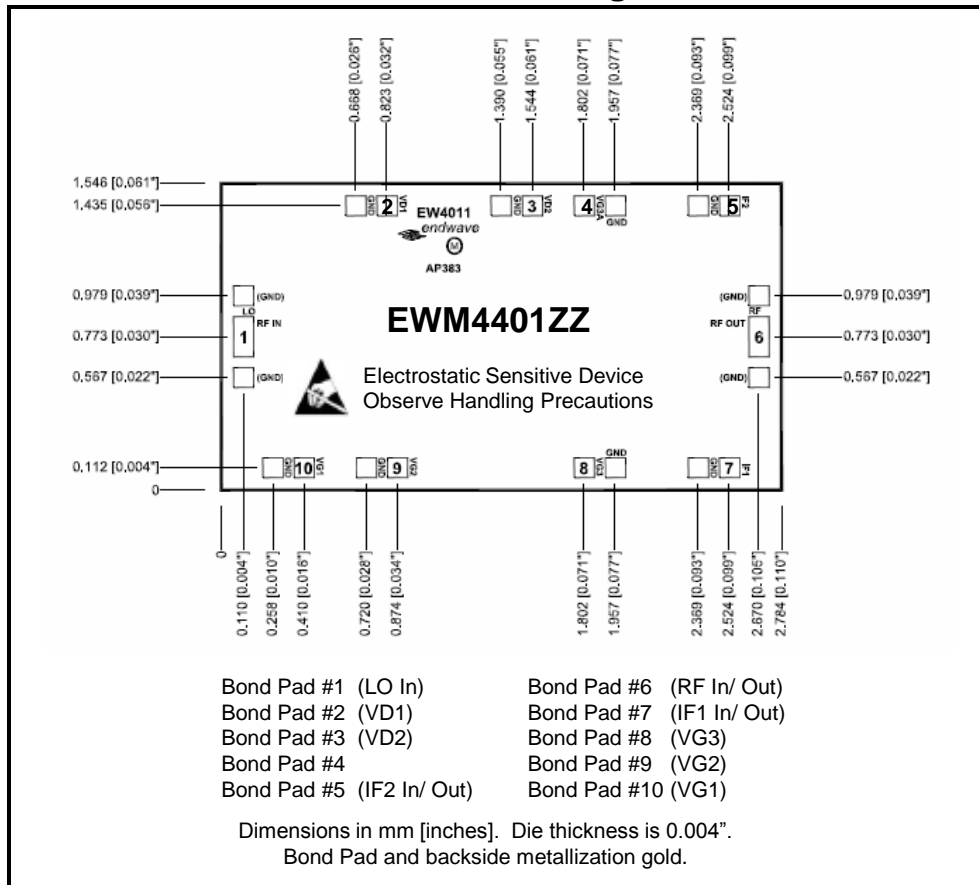 0.668 [0.026"]
0.823 [0.032"]
1.390 [0.055"]
1.544 [0.061"]
1.802 [0.071"]
1.957 [0.077"]
2.369 [0.093"]
2.524 [0.099"]
1.546 [0.061"]
1.435 [0.056"]
GND 2 VD1
GND 3 VD2
4 VG3A GND
GND 5 IF2
EW4011
endwave
M
AP383
0.979 [0.039"]
(GND)
(GND)
0.979 [0.039"]
LO
RF
0.773 [0.030"]
1
RF IN
EWM4401ZZ
RF OUT
6
0.773 [0.030"]
0.567 [0.022"]
(GND)
Electrostatic Sensitive Device
Observe Handling Precautions
(GND)
0.567 [0.022"]
0.112 [0.004"]
GND 10 VG1
GND 9 VG2
8 VG3 GND
GND 7 IF1
0
0
0.110 [0.004"]
0.258 [0.010"]
0.410 [0.016"]
0.720 [0.028"]
0.874 [0.034"]
1.802 [0.071"]
1.957 [0.077"]
2.369 [0.093"]
2.524 [0.099"]
2.670 [0.105"]
2.784 [0.110"]
Bond Pad #1 (LO In)
Bond Pad #2 (VD1)
Bond Pad #3 (VD2)
Bond Pad #4
Bond Pad #5 (IF2 In/ Out)
Bond Pad #6 (RF In/ Out)
Bond Pad #7 (IF1 In/ Out)
Bond Pad #8 (VG3)
Bond Pad #9 (VG2)
Bond Pad #10 (VG1)
Dimensions in mm [inches]. Die thickness is 0.004”.
Bond Pad and backside metallization gold.